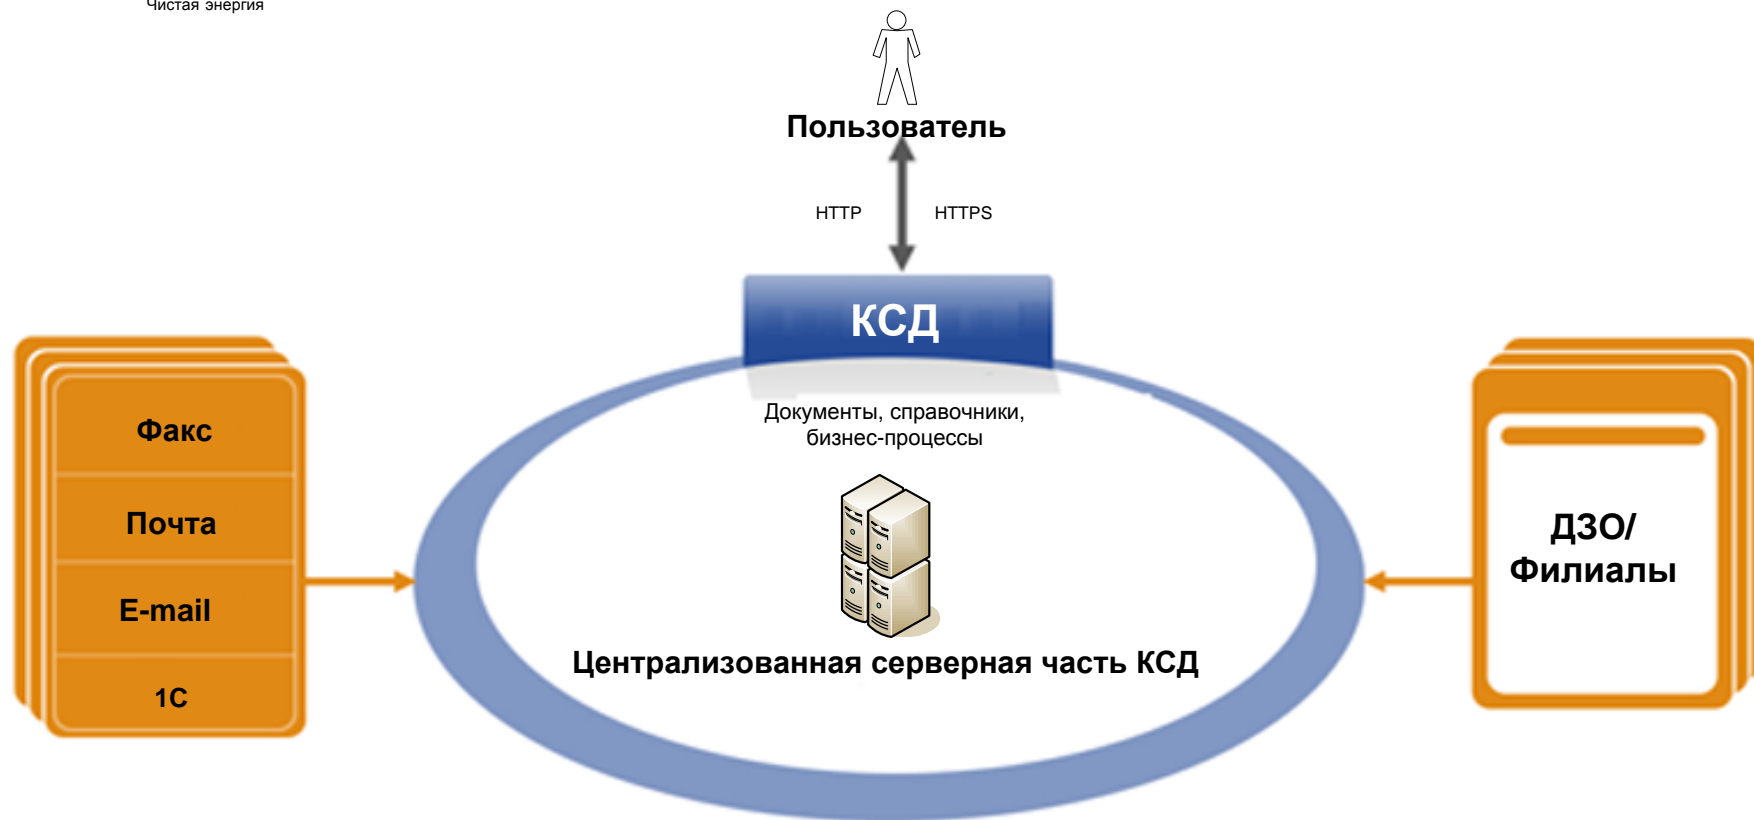 Чистая энергия
Пользователь
HTTP
HTTPS
КСД
Документы, справочники,
бизнес-процессы
Факс
Почта
E-mail
1С
Централизованная серверная часть КСД
ДЗО/
Филиалы